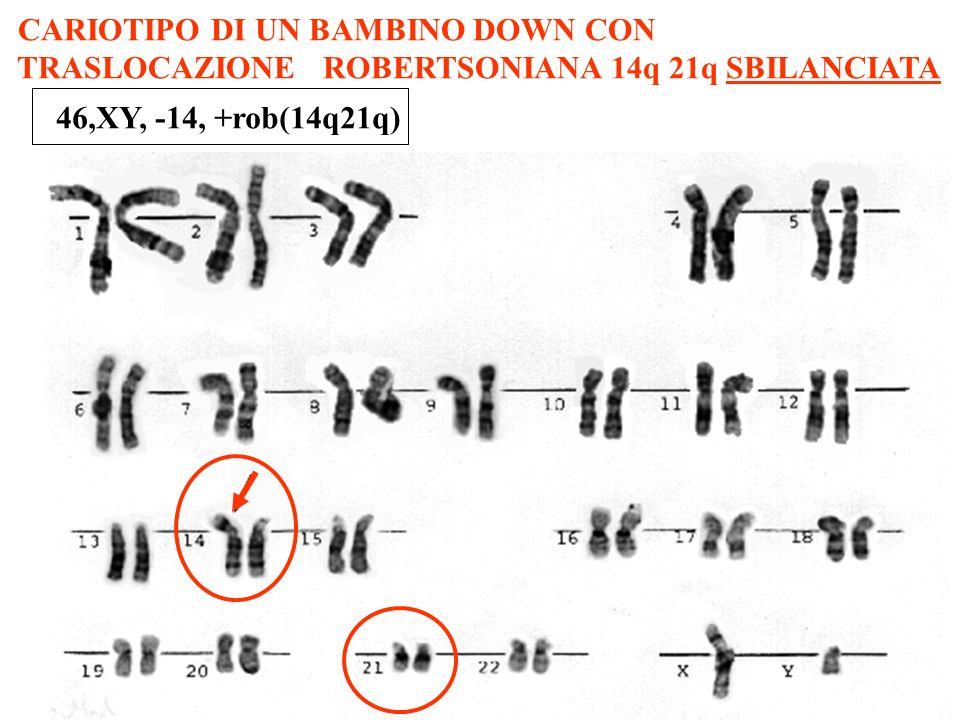 CARIOTIPO DI UN BAMBINO DOWN CON
TRASLOCAZIONE ROBERTSONIANA 14q 21q SBILANCIATA
46,XY, -14, +rob(14q21q)
1 2 3 4 5
6 7 8 9 10 11 12
13 14 15 16 17 18
19 20 21 22 X Y